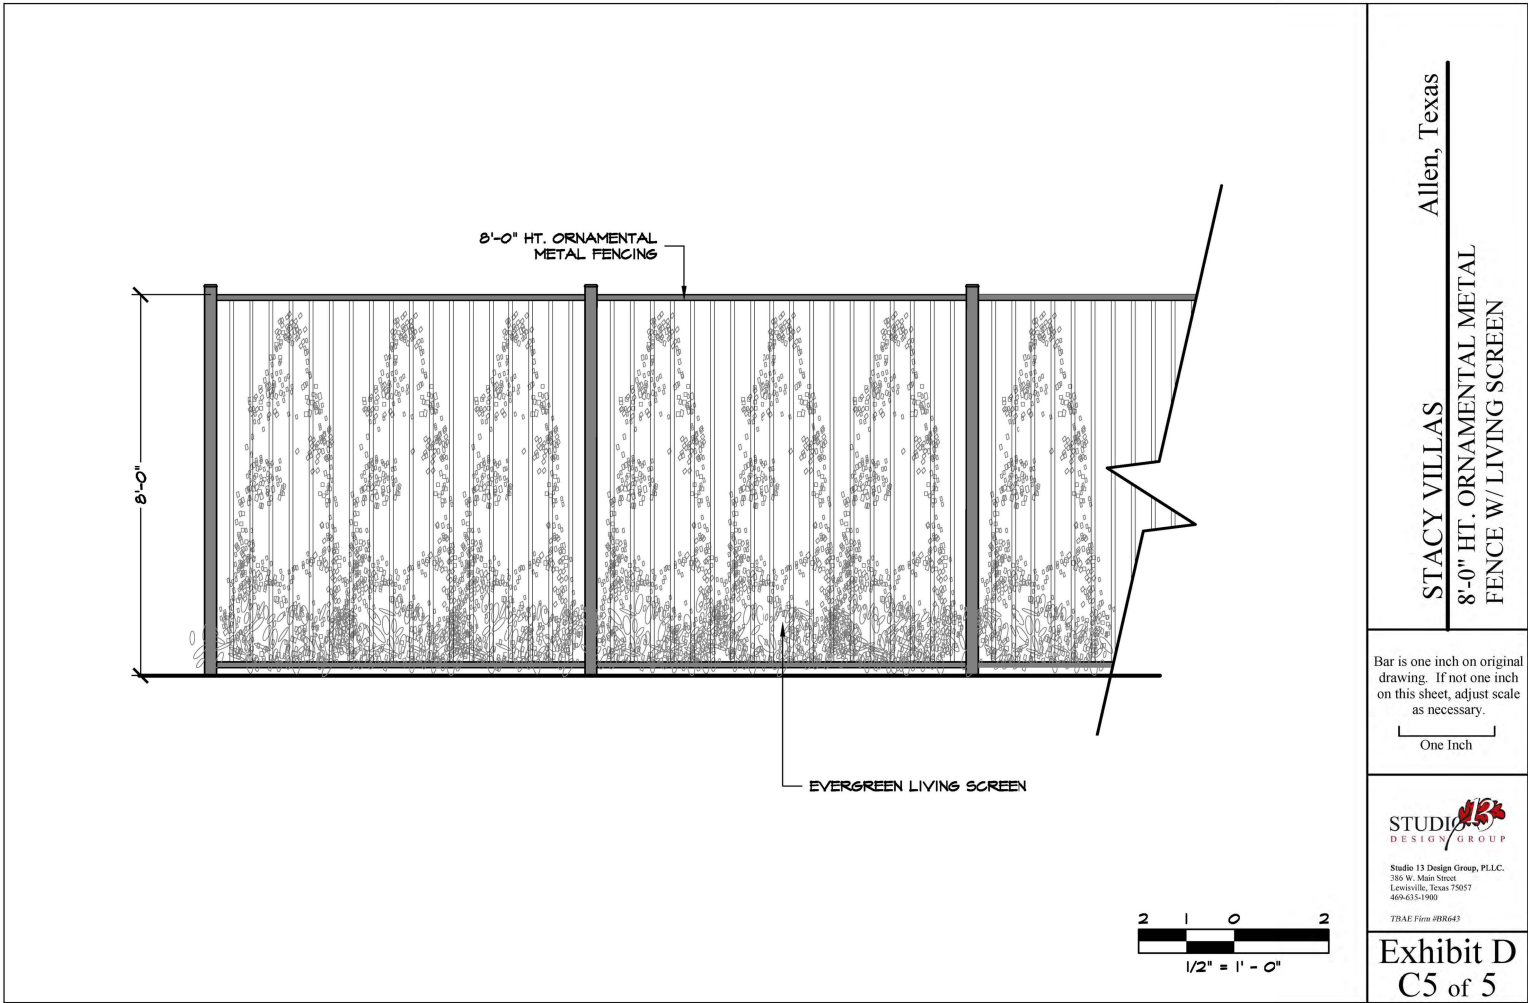 8'-0" HT. ORNAMENTAL
METAL FENCING
8'-0"
EVERGREEN LIVING SCREEN
2 1 0 2
1/2" = 1' - 0"
STACY VILLAS Allen, Texas
8'-0" HT. ORNAMENTAL METAL
FENCE W/ LIVING SCREEN
Bar is one inch on original
drawing. If not one inch
on this sheet, adjust scale
as necessary.
One Inch
STUDIO 13
DESIGN GROUP
Studio 13 Design Group, PLLC.
386 W. Main Street
Lewisville, Texas 75057
469-635-1900
TBAE Firm #BR643
Exhibit D
C5 of 5